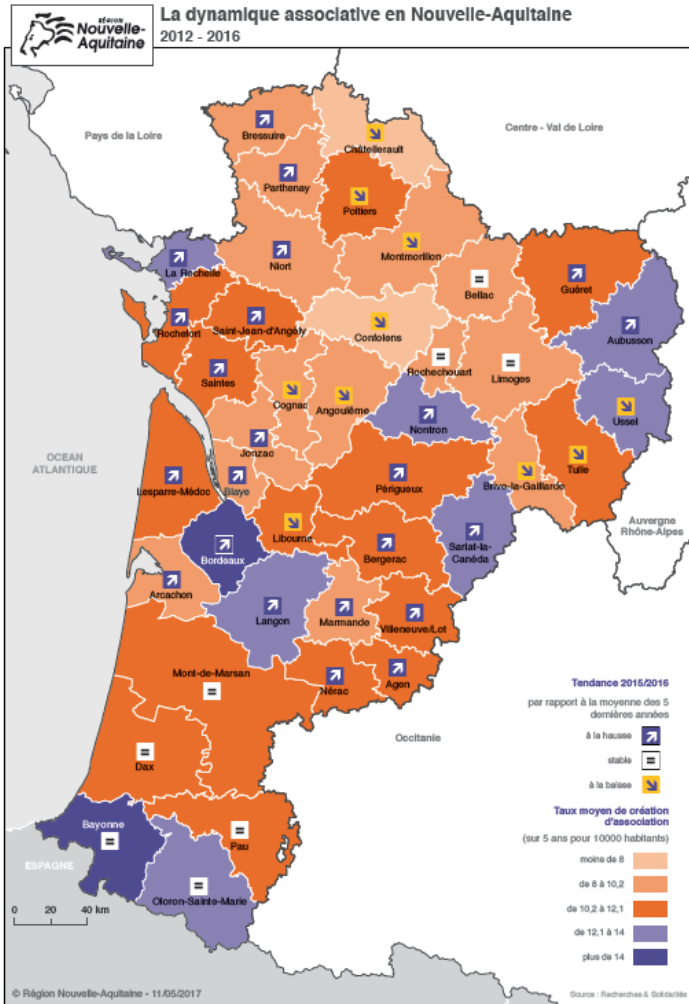 La dynamique associative en Nouvelle-Aquitaine
2012 - 2016
RÉGION
Nouvelle-
Aquitaine
Pays de la Loire
Centre - Val de Loire
Bressuire
Châtellerault
Parthenay
Poitiers
Niort
Montmorillon
La Rochelle
Bellac
Guéret
Rochefort
Saint-Jean-d'Angély
Confolens
Aubusson
Saintes
Rochechouart
Limoges
Cognac
Angoulême
Nontron
Ussel
OCEAN
ATLANTIQUE
Jonzac
Lesparre-Médoc
Blaye
Périgueux
Brive-la-Gaillarde
Tulle
Auvergne
Rhône-Alpes
Bordeaux
Libourne
Bergerac
Sarlat-la-
Canéda
Arcachon
Langon
Marmande
Villeneuve/Lot
Mont-de-Marsan
Nérac
Agen
Occitanie
Dax
Bayonne
Pau
ESPAGNE
Oloron-Sainte-Marie
Tendance 2015/2016
par rapport à la moyenne des 5
dernières années
à la hausse
stable
à la baisse
Taux moyen de création
d'association
(sur 5 ans pour 10000 habitants)
moins de 8
de 8 à 10,2
de 10,2 à 12,1
de 12,1 à 14
plus de 14
0 20 40 km
© Région Nouvelle-Aquitaine - 11/05/2017
Source : Recherches & Solidarités